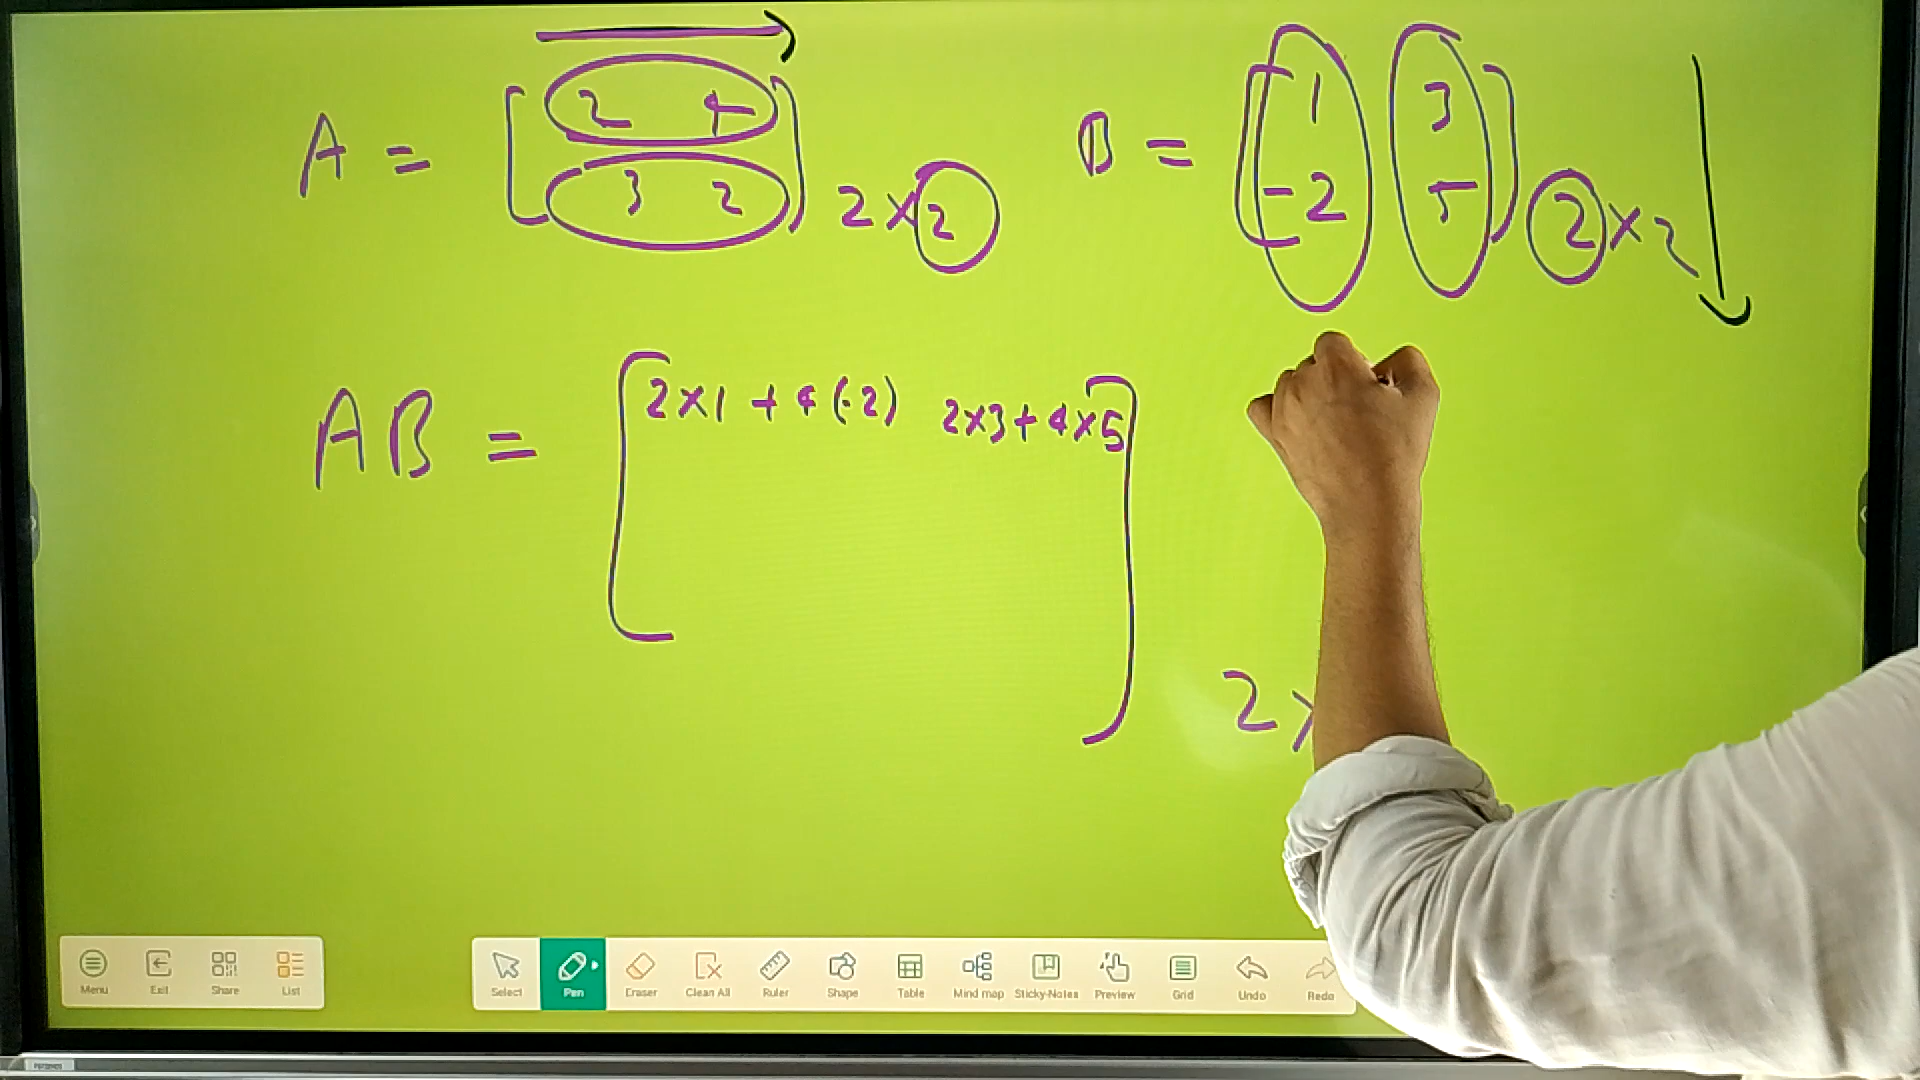 A = [ 2 4 ] 2×2 B = [ 1 3 ] 2×2
3 2 -2 5
AB = [ 2×1 + 4(-2) 2×3 + 4×5 ]
2×
Menu Exit Share List Select Pen Eraser Clean All Ruler Shape Table Mind map Sticky-Notes Preview Grid Undo Redo